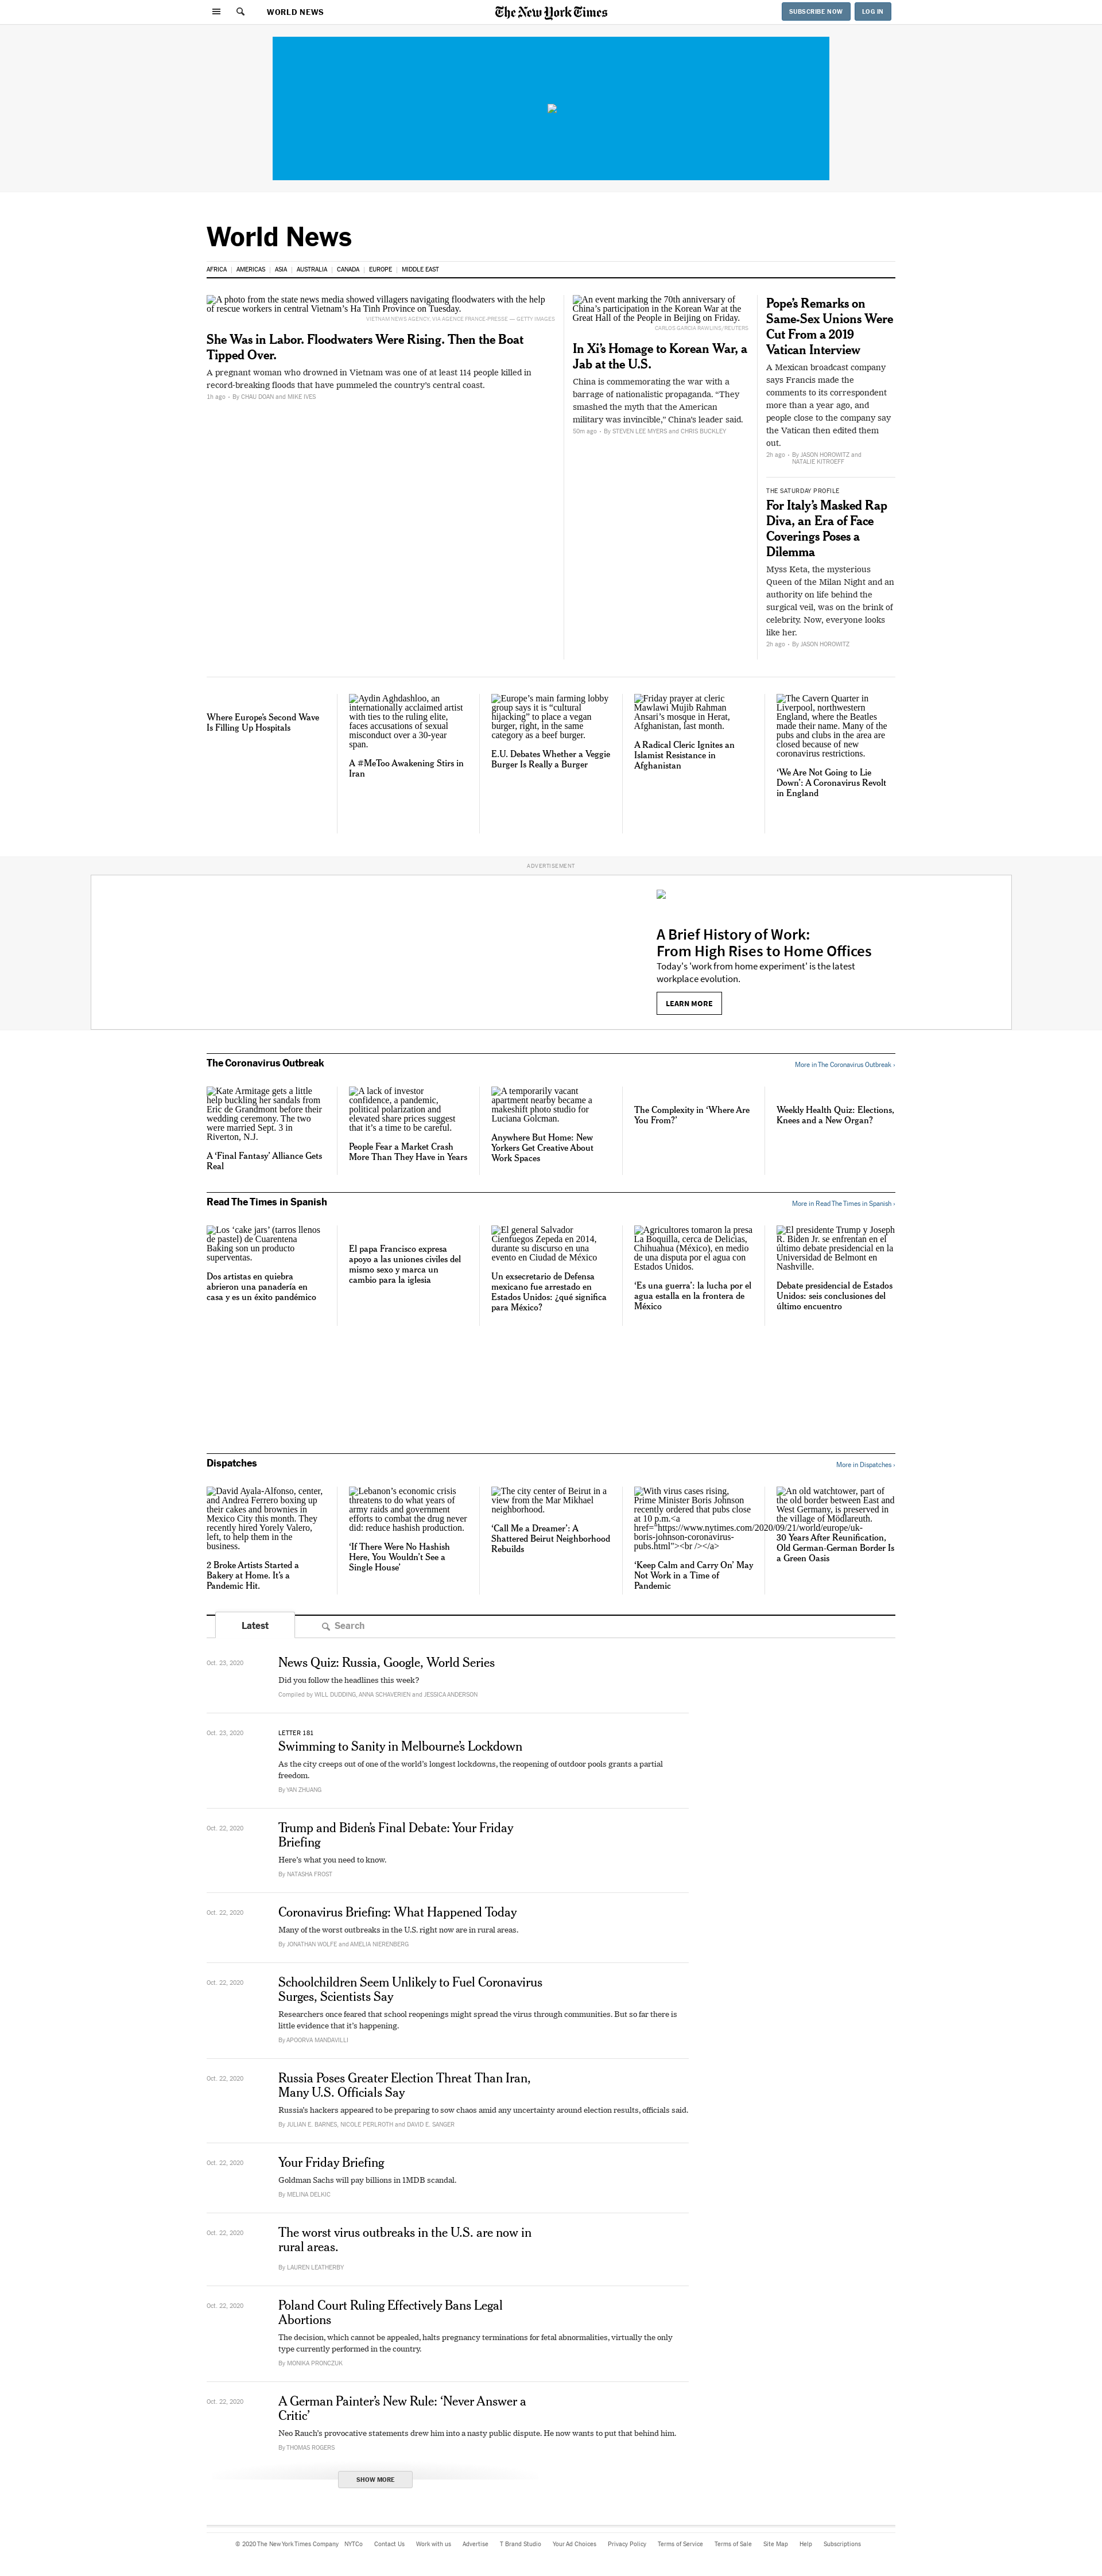 WORLD NEWS
The New York Times
SUBSCRIBE NOW
LOG IN
World News
AFRICA
AMERICAS
ASIA
AUSTRALIA
CANADA
EUROPE
MIDDLE EAST
A photo from the state news media showed villagers navigating floodwaters with the help
of rescue workers in central Vietnam’s Ha Tinh Province on Tuesday.
VIETNAM NEWS AGENCY, VIA AGENCE FRANCE-PRESSE — GETTY IMAGES
She Was in Labor. Floodwaters Were Rising. Then the Boat
Tipped Over.
A pregnant woman who drowned in Vietnam was one of at least 114 people killed in
record-breaking floods that have pummeled the country’s central coast.
1h ago · By CHAU DOAN and MIKE IVES
An event marking the 70th anniversary of
China’s participation in the Korean War at the
Great Hall of the People in Beijing on Friday.
CARLOS GARCIA RAWLINS/REUTERS
In Xi’s Homage to Korean War, a
Jab at the U.S.
China is commemorating the war with a
barrage of nationalistic propaganda. “They
smashed the myth that the American
military was invincible,” China’s leader said.
50m ago · By STEVEN LEE MYERS and CHRIS BUCKLEY
Pope’s Remarks on
Same-Sex Unions Were
Cut From a 2019
Vatican Interview
A Mexican broadcast company
says Francis made the
comments to its correspondent
more than a year ago, and
people close to the company say
the Vatican then edited them
out.
2h ago · By JASON HOROWITZ and
NATALIE KITROEFF
THE SATURDAY PROFILE
For Italy’s Masked Rap
Diva, an Era of Face
Coverings Poses a
Dilemma
Myss Keta, the mysterious
Queen of the Milan Night and an
authority on life behind the
surgical veil, was on the brink of
celebrity. Now, everyone looks
like her.
2h ago · By JASON HOROWITZ
Where Europe’s Second Wave
Is Filling Up Hospitals
Aydin Aghdashloo, an
internationally acclaimed artist
with ties to the ruling elite,
faces accusations of sexual
misconduct over a 30-year
span.
A #MeToo Awakening Stirs in
Iran
Europe’s main farming lobby
group says it is “cultural
hijacking” to place a vegan
burger, right, in the same
category as a beef burger.
E.U. Debates Whether a Veggie
Burger Is Really a Burger
Friday prayer at cleric
Mawlawi Mujib Rahman
Ansari’s mosque in Herat,
Afghanistan, last month.
A Radical Cleric Ignites an
Islamist Resistance in
Afghanistan
The Cavern Quarter in
Liverpool, northwestern
England, where the Beatles
made their name. Many of the
pubs and clubs in the area are
closed because of new
coronavirus restrictions.
‘We Are Not Going to Lie
Down’: A Coronavirus Revolt
in England
ADVERTISEMENT
A Brief History of Work:
From High Rises to Home Offices
Today’s ‘work from home experiment’ is the latest
workplace evolution.
LEARN MORE
The Coronavirus Outbreak
More in The Coronavirus Outbreak ›
Kate Armitage gets a little
help buckling her sandals from
Eric de Grandmont before their
wedding ceremony. The two
were married Sept. 3 in
Riverton, N.J.
A ‘Final Fantasy’ Alliance Gets
Real
A lack of investor
confidence, a pandemic,
political polarization and
elevated share prices suggest
that it’s a time to be careful.
People Fear a Market Crash
More Than They Have in Years
A temporarily vacant
apartment nearby became a
makeshift photo studio for
Luciana Golcman.
Anywhere But Home: New
Yorkers Get Creative About
Work Spaces
The Complexity in ‘Where Are
You From?’
Weekly Health Quiz: Elections,
Knees and a New Organ?
Read The Times in Spanish
More in Read The Times in Spanish ›
Los ‘cake jars’ (tarros llenos
de pastel) de Cuarentena
Baking son un producto
superventas.
Dos artistas en quiebra
abrieron una panadería en
casa y es un éxito pandémico
El papa Francisco expresa
apoyo a las uniones civiles del
mismo sexo y marca un
cambio para la iglesia
El general Salvador
Cienfuegos Zepeda en 2014,
durante su discurso en una
evento en Ciudad de México
Un exsecretario de Defensa
mexicano fue arrestado en
Estados Unidos: ¿qué significa
para México?
Agricultores tomaron la presa
La Boquilla, cerca de Delicias,
Chihuahua (México), en medio
de una disputa por el agua con
Estados Unidos.
‘Es una guerra’: la lucha por el
agua estalla en la frontera de
México
El presidente Trump y Joseph
R. Biden Jr. se enfrentan en el
último debate presidencial en la
Universidad de Belmont en
Nashville.
Debate presidencial de Estados
Unidos: seis conclusiones del
último encuentro
Dispatches
More in Dispatches ›
David Ayala-Alfonso, center,
and Andrea Ferrero boxing up
their cakes and brownies in
Mexico City this month. They
recently hired Yorely Valero,
left, to help them in the
business.
2 Broke Artists Started a
Bakery at Home. It’s a
Pandemic Hit.
Lebanon’s economic crisis
threatens to do what years of
army raids and government
efforts to combat the drug never
did: reduce hashish production.
‘If There Were No Hashish
Here, You Wouldn’t See a
Single House’
The city center of Beirut in a
view from the Mar Mikhael
neighborhood.
‘Call Me a Dreamer’: A
Shattered Beirut Neighborhood
Rebuilds
With virus cases rising,
Prime Minister Boris Johnson
recently ordered that pubs close
at 10 p.m.<a
href="https://www.nytimes.com/2020/09/21/world/europe/uk-
boris-johnson-coronavirus-
pubs.html"><br /></a>
‘Keep Calm and Carry On’ May
Not Work in a Time of
Pandemic
An old watchtower, part of
the old border between East and
West Germany, is preserved in
the village of Mödlareuth.
30 Years After Reunification,
Old German-German Border Is
a Green Oasis
Latest
Search
Oct. 23, 2020
News Quiz: Russia, Google, World Series
Did you follow the headlines this week?
Compiled by WILL DUDDING, ANNA SCHAVERIEN and JESSICA ANDERSON
Oct. 23, 2020
LETTER 181
Swimming to Sanity in Melbourne’s Lockdown
As the city creeps out of one of the world’s longest lockdowns, the reopening of outdoor pools grants a partial
freedom.
By YAN ZHUANG
Oct. 22, 2020
Trump and Biden’s Final Debate: Your Friday
Briefing
Here’s what you need to know.
By NATASHA FROST
Oct. 22, 2020
Coronavirus Briefing: What Happened Today
Many of the worst outbreaks in the U.S. right now are in rural areas.
By JONATHAN WOLFE and AMELIA NIERENBERG
Oct. 22, 2020
Schoolchildren Seem Unlikely to Fuel Coronavirus
Surges, Scientists Say
Researchers once feared that school reopenings might spread the virus through communities. But so far there is
little evidence that it’s happening.
By APOORVA MANDAVILLI
Oct. 22, 2020
Russia Poses Greater Election Threat Than Iran,
Many U.S. Officials Say
Russia’s hackers appeared to be preparing to sow chaos amid any uncertainty around election results, officials said.
By JULIAN E. BARNES, NICOLE PERLROTH and DAVID E. SANGER
Oct. 22, 2020
Your Friday Briefing
Goldman Sachs will pay billions in 1MDB scandal.
By MELINA DELKIC
Oct. 22, 2020
The worst virus outbreaks in the U.S. are now in
rural areas.
By LAUREN LEATHERBY
Oct. 22, 2020
Poland Court Ruling Effectively Bans Legal
Abortions
The decision, which cannot be appealed, halts pregnancy terminations for fetal abnormalities, virtually the only
type currently performed in the country.
By MONIKA PRONCZUK
Oct. 22, 2020
A German Painter’s New Rule: ‘Never Answer a
Critic’
Neo Rauch’s provocative statements drew him into a nasty public dispute. He now wants to put that behind him.
By THOMAS ROGERS
SHOW MORE
© 2020 The New York Times Company
NYTCo
Contact Us
Work with us
Advertise
T Brand Studio
Your Ad Choices
Privacy Policy
Terms of Service
Terms of Sale
Site Map
Help
Subscriptions